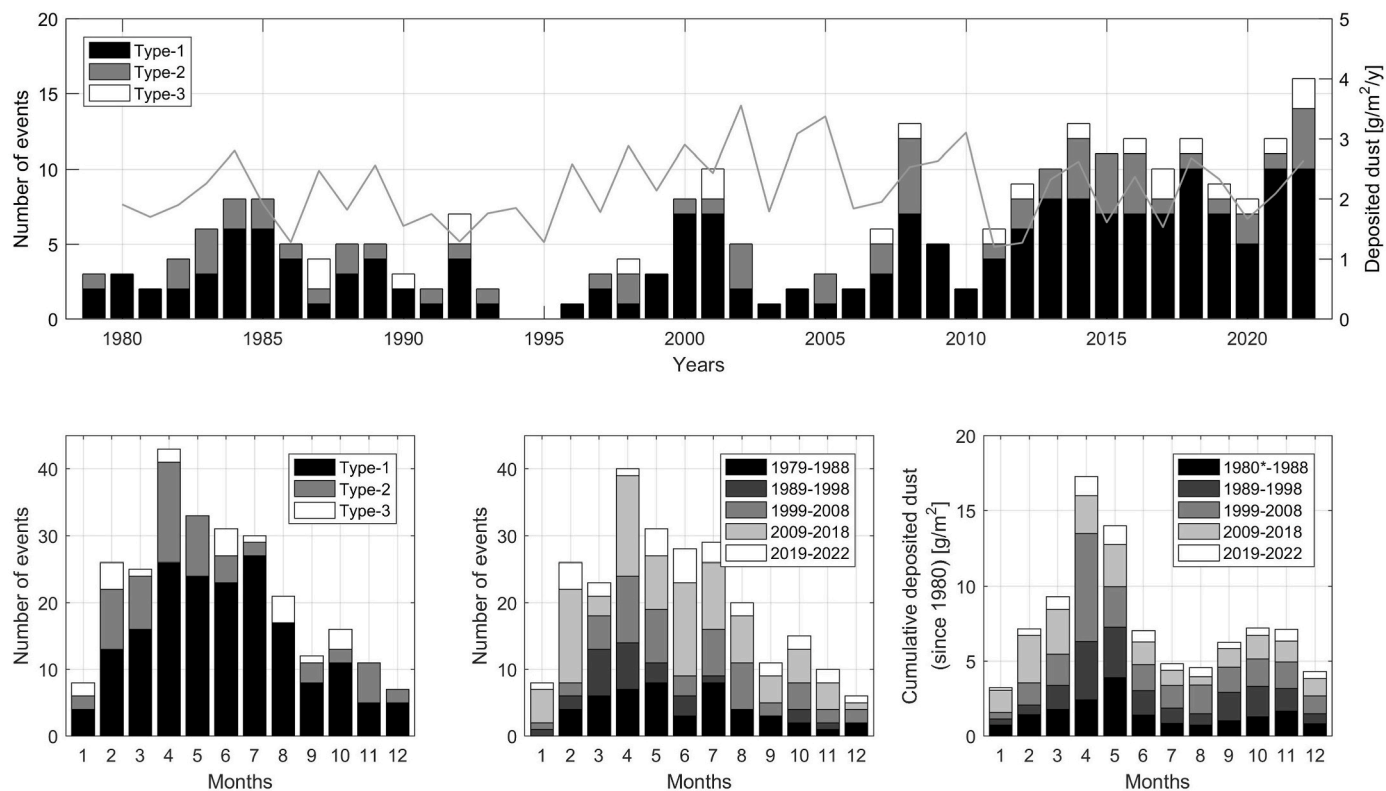 20
15
10
5
0
Number of events
Type-1
Type-2
Type-3
5
4
3
2
1
0
Deposited dust [g/m²/y]
1980 1985 1990 1995 2000 2005 2010 2015 2020
Years
40
30
20
10
0
Number of events
Type-1
Type-2
Type-3
1 2 3 4 5 6 7 8 9 10 11 12
Months
40
30
20
10
0
Number of events
1979-1988
1989-1998
1999-2008
2009-2018
2019-2022
1 2 3 4 5 6 7 8 9 10 11 12
Months
20
15
10
5
0
Cumulative deposited dust
(since 1980) [g/m²]
1980*-1988
1989-1998
1999-2008
2009-2018
2019-2022
1 2 3 4 5 6 7 8 9 10 11 12
Months